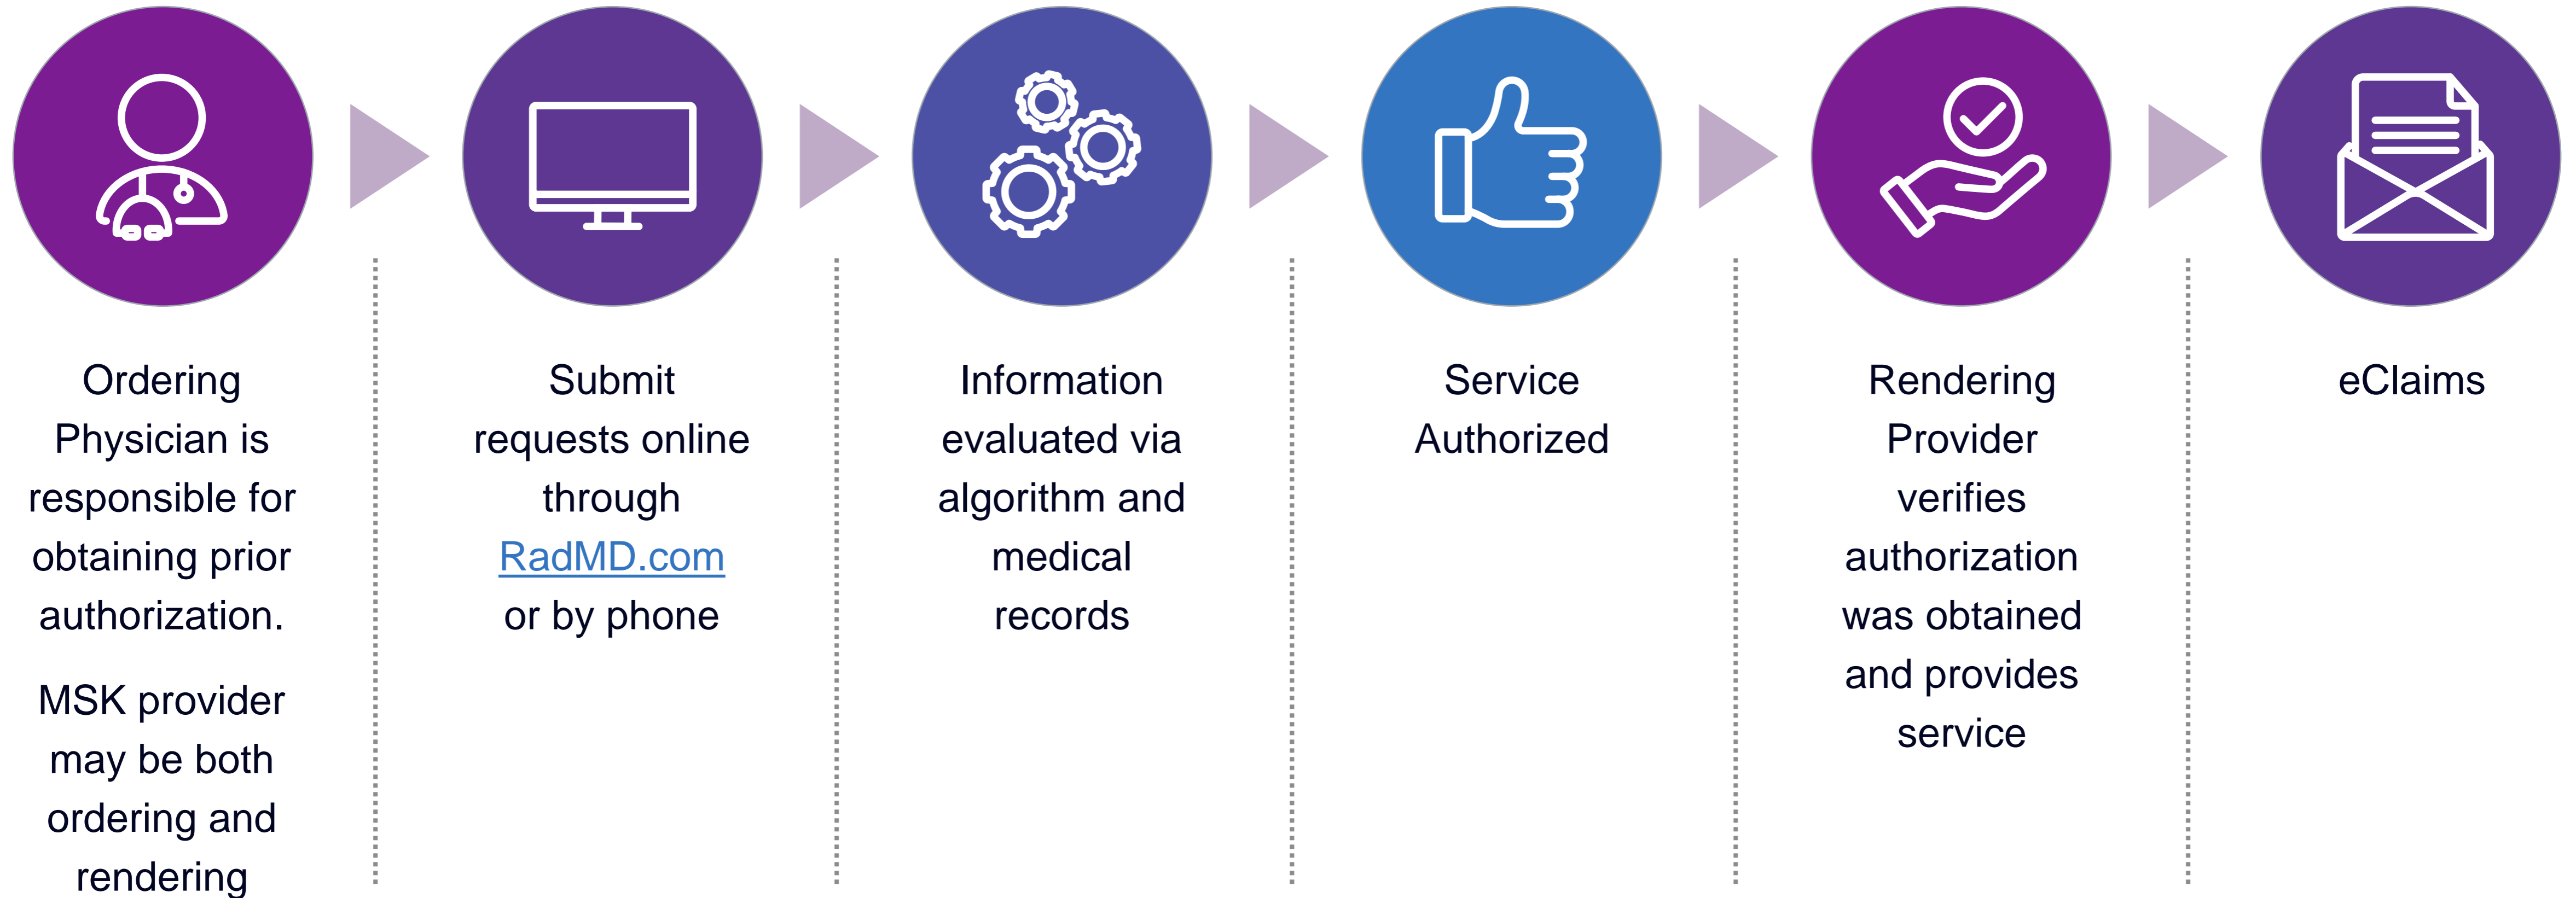 Ordering
Physician is
responsible for
obtaining prior
authorization.
MSK provider
may be both
ordering and
rendering
Submit
requests online
through
RadMD.com
or by phone
Information
evaluated via
algorithm and
medical
records
Service
Authorized
Rendering
Provider
verifies
authorization
was obtained
and provides
service
eClaims